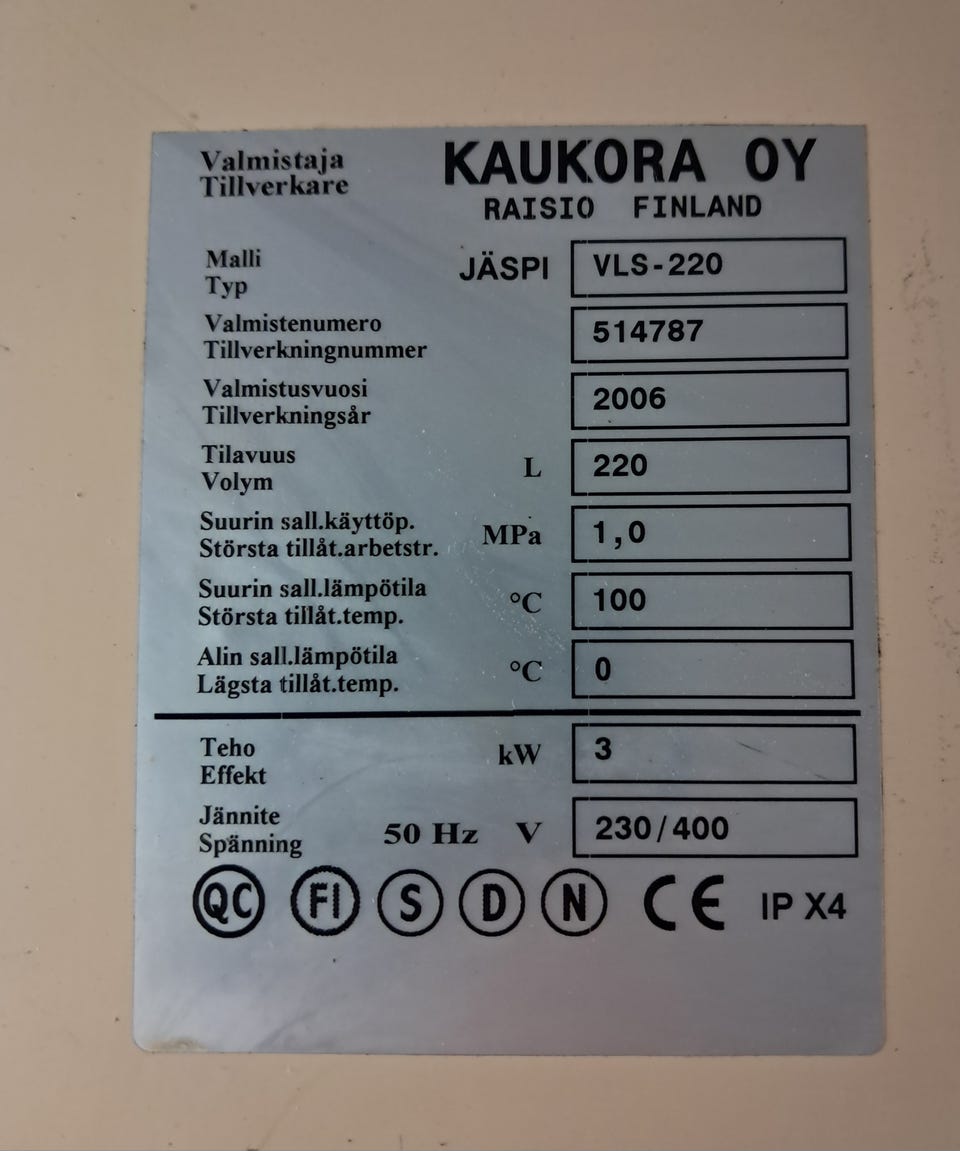 Valmistaja
Tillverkare
KAUKORA OY
RAISIO FINLAND
Malli
Typ
JÄSPI VLS-220
Valmistenumero
Tillverkningnummer
514787
Valmistusvuosi
Tillverkningsår
2006
Tilavuus
Volym
L 220
Suurin sall.käyttöp.
Största tillåt.arbetstr.
MPa 1,0
Suurin sall.lämpötila
Största tillåt.temp.
°C 100
Alin sall.lämpötila
Lägsta tillåt.temp.
°C 0
Teho
Effekt
kW 3
Jännite
Spänning
50 Hz V 230/400
QC FI S D N CE IP X4